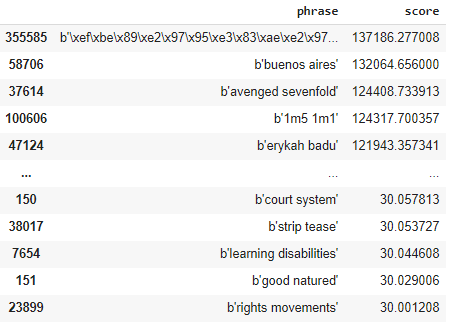 phrase score
355585 b'\xef\xbe\x89\xe2\x97\x95\xe3\x83\xae\xe2\x97... 137186.277008
58706 b'buenos aires' 132064.656000
37614 b'avenged sevenfold' 124408.733913
100606 b'1m5 1m1' 124317.700357
47124 b'erykah badu' 121943.357341
... ... ...
150 b'court system' 30.057813
38017 b'strip tease' 30.053727
7654 b'learning disabilities' 30.044608
151 b'good natured' 30.029006
23899 b'rights movements' 30.001208